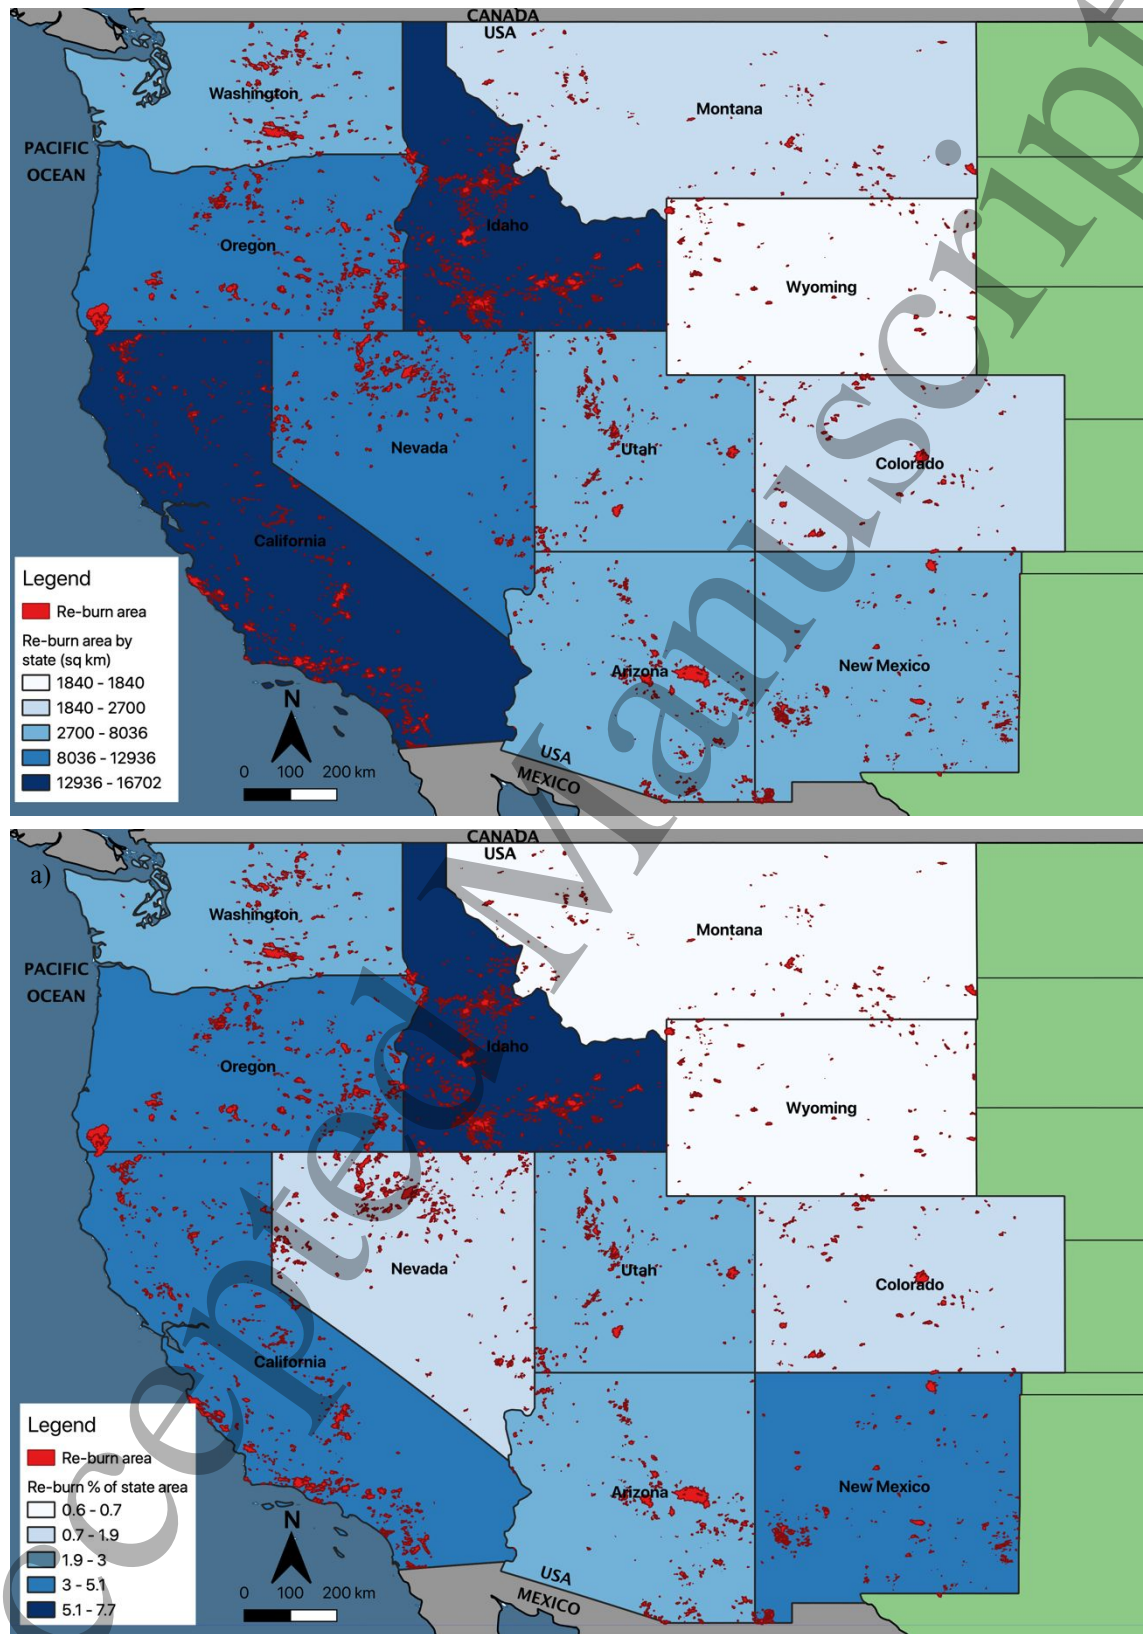 CANADA
USA
Washington
Montana
PACIFIC
OCEAN
Idaho
Oregon
Wyoming
Nevada
Utah
Colorado
California
Legend
Re-burn area
Re-burn area by
state (sq km)
1840 - 1840
1840 - 2700
2700 - 8036
8036 - 12936
12936 - 16702
N
0 100 200 km
Arizona
New Mexico
USA
MEXICO
CANADA
USA
a)
Washington
Montana
PACIFIC
OCEAN
Idaho
Oregon
Wyoming
Nevada
Utah
Colorado
California
Legend
Re-burn area
Re-burn % of state area
0.6 - 0.7
0.7 - 1.9
1.9 - 3
3 - 5.1
5.1 - 7.7
N
0 100 200 km
Arizona
New Mexico
USA
MEXICO
ccepted Manuscript